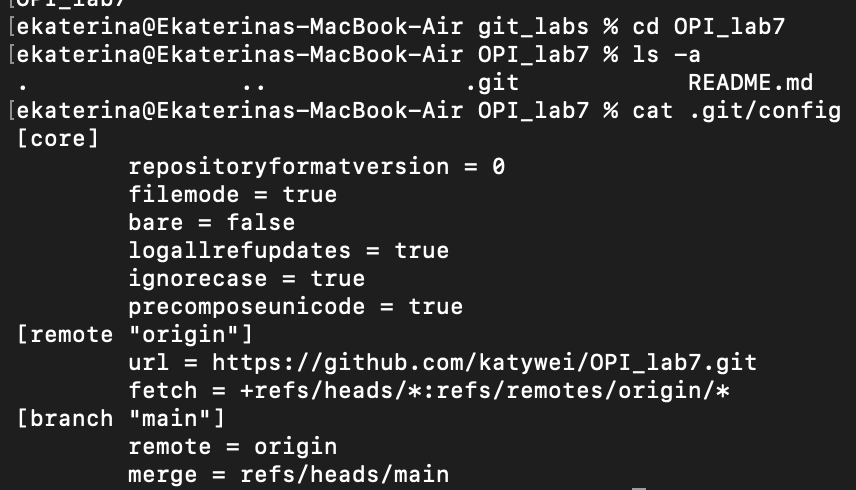 [OPI_lab7
[ekaterina@Ekaterinas-MacBook-Air git_labs % cd OPI_lab7
[ekaterina@Ekaterinas-MacBook-Air OPI_lab7 % ls -a
. .. .git README.md
[ekaterina@Ekaterinas-MacBook-Air OPI_lab7 % cat .git/config
[core]
repositoryformatversion = 0
filemode = true
bare = false
logallrefupdates = true
ignorecase = true
precomposeunicode = true
[remote "origin"]
url = https://github.com/katywei/OPI_lab7.git
fetch = +refs/heads/*:refs/remotes/origin/*
[branch "main"]
remote = origin
merge = refs/heads/main